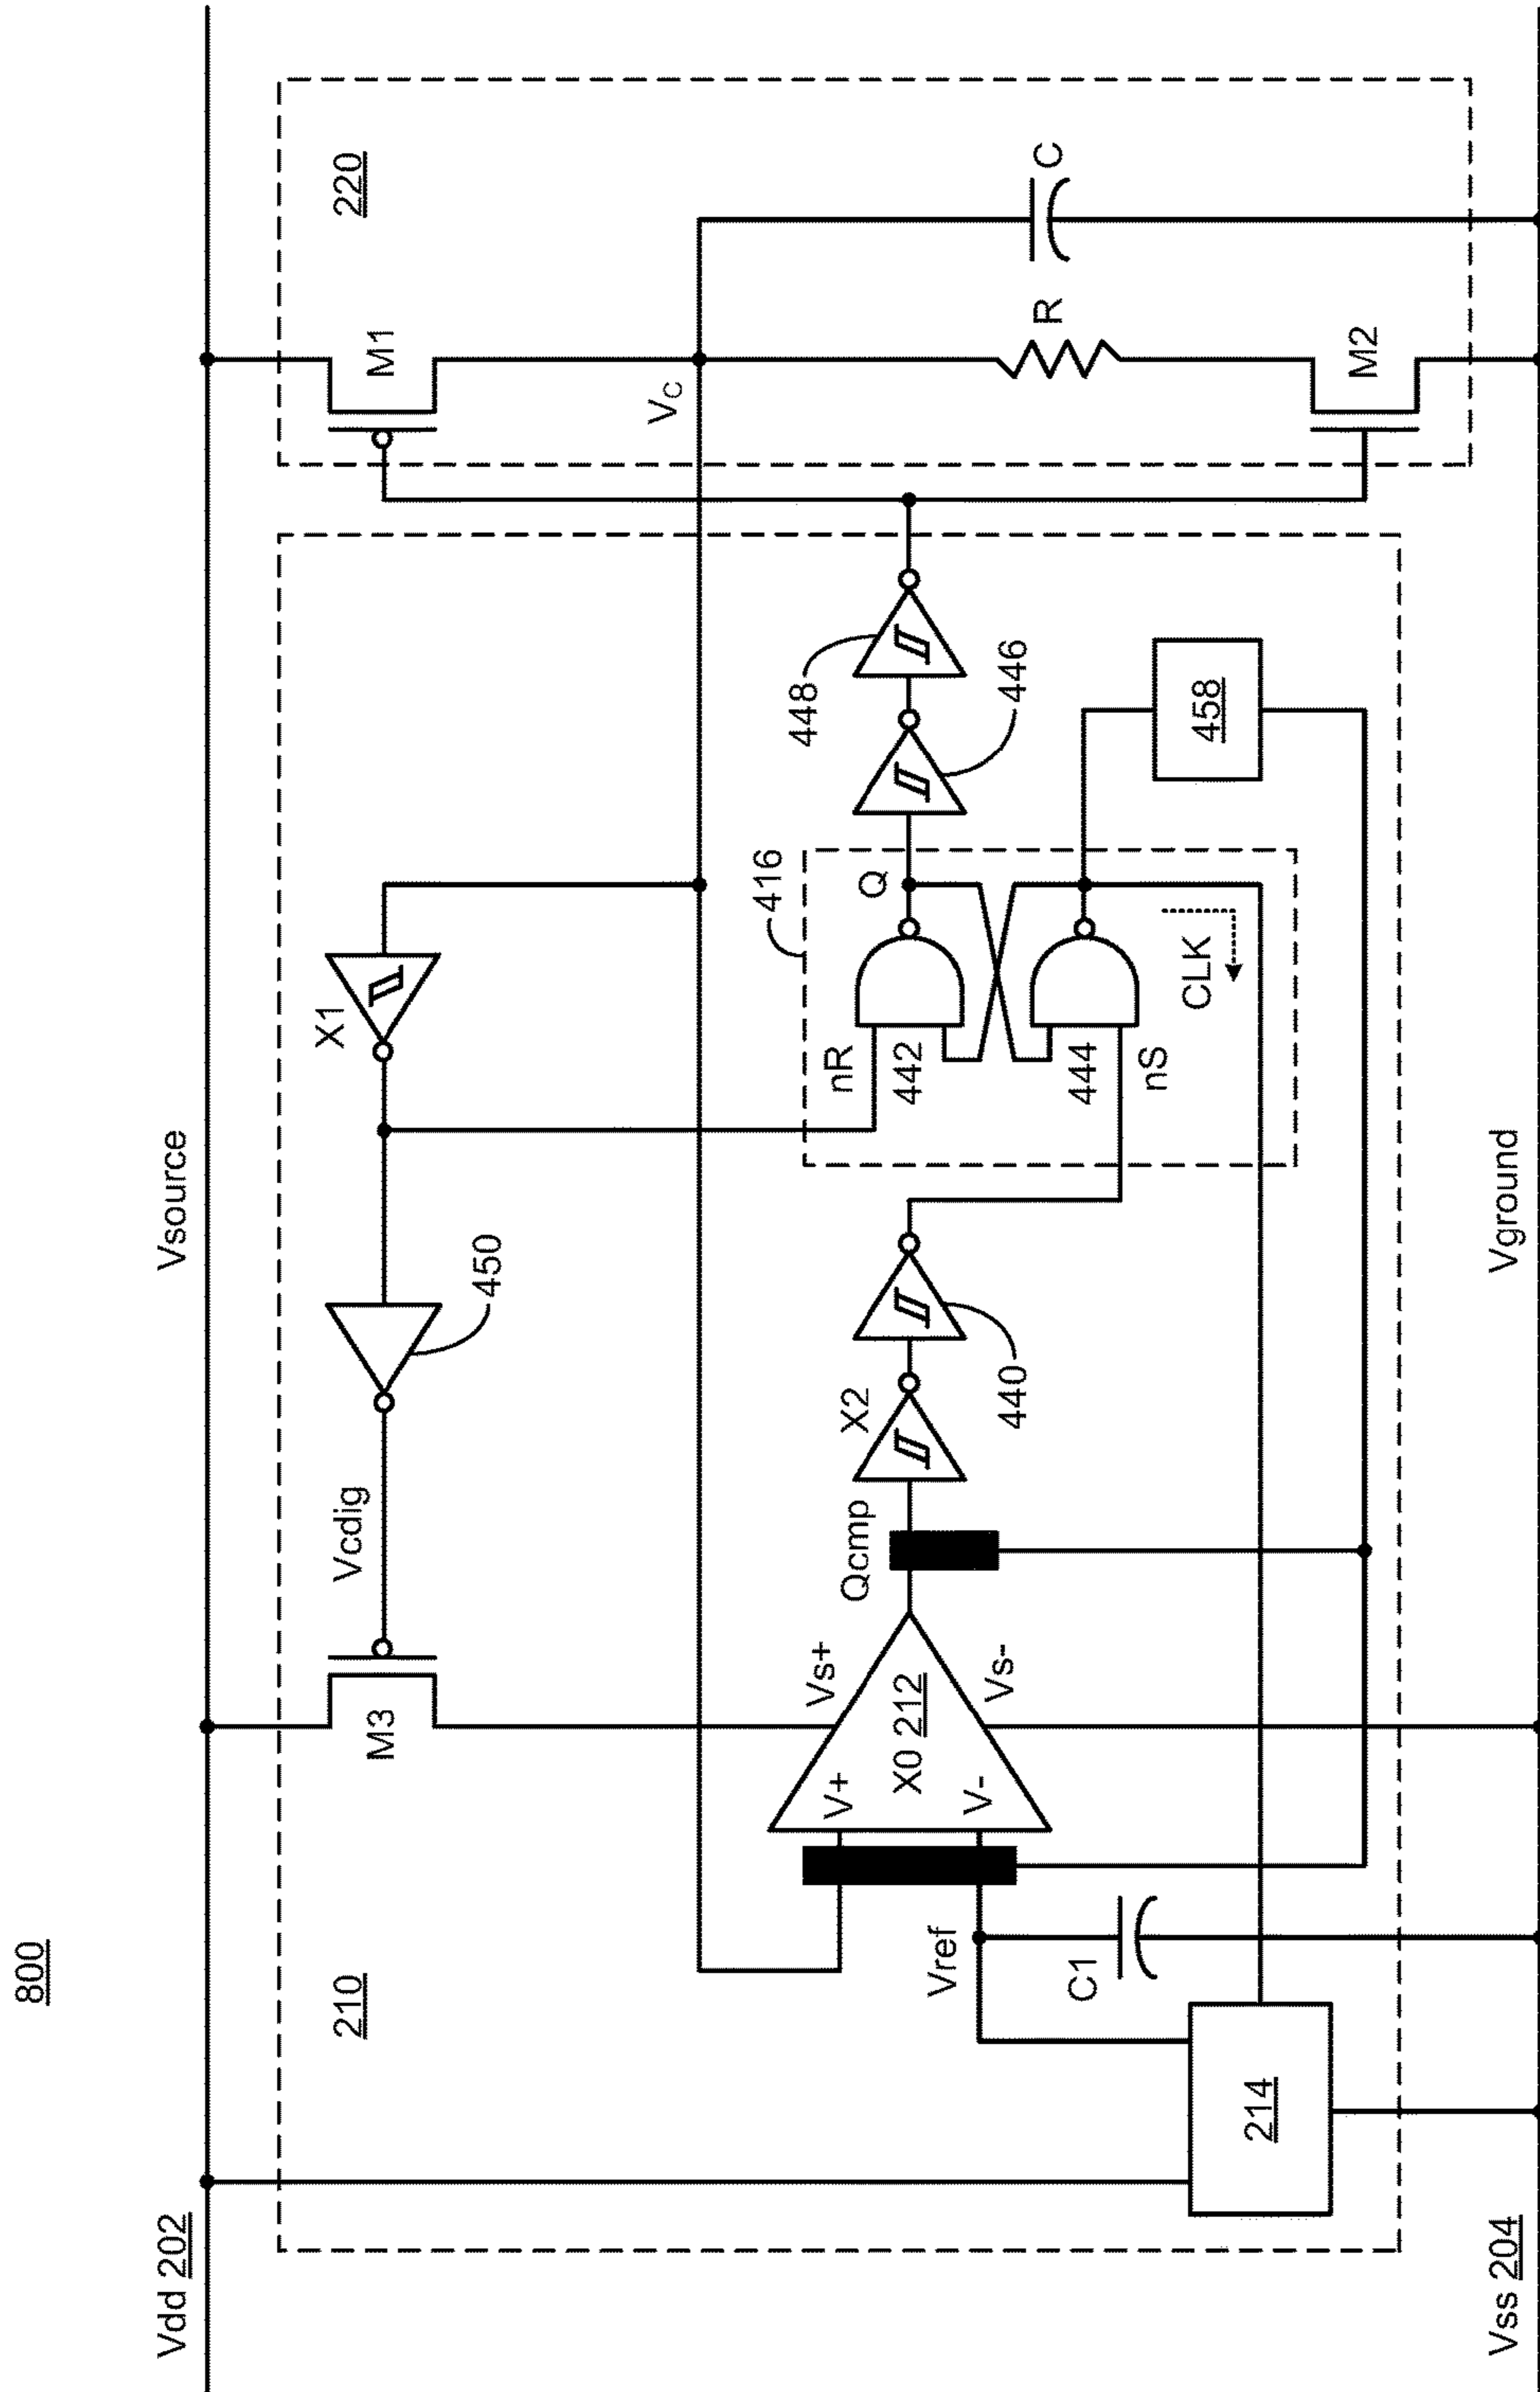 800
Vdd 202
Vsource
210
M3
Vcdig
450
X1
M1
220
VC
Vref
C1
V+
V-
X0 212
Vs+
Vs-
Qcmp
X2
440
416
nR
442
444
nS
Q
CLK
448
446
458
R
C
M2
214
Vss 204
Vground